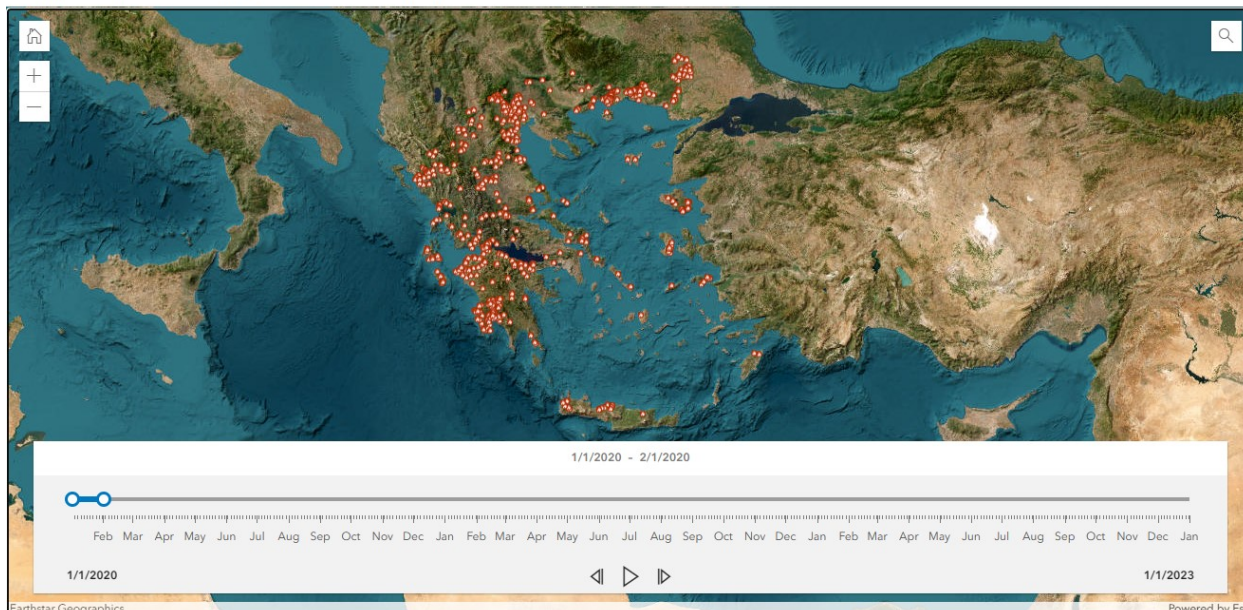 1/1/2020 - 2/1/2020
Feb Mar Apr May Jun Jul Aug Sep Oct Nov Dec Jan Feb Mar Apr May Jun Jul Aug Sep Oct Nov Dec Jan Feb Mar Apr May Jun Jul Aug Sep Oct Nov Dec Jan
1/1/2020 1/1/2023
Earthstar Geographics Powered by